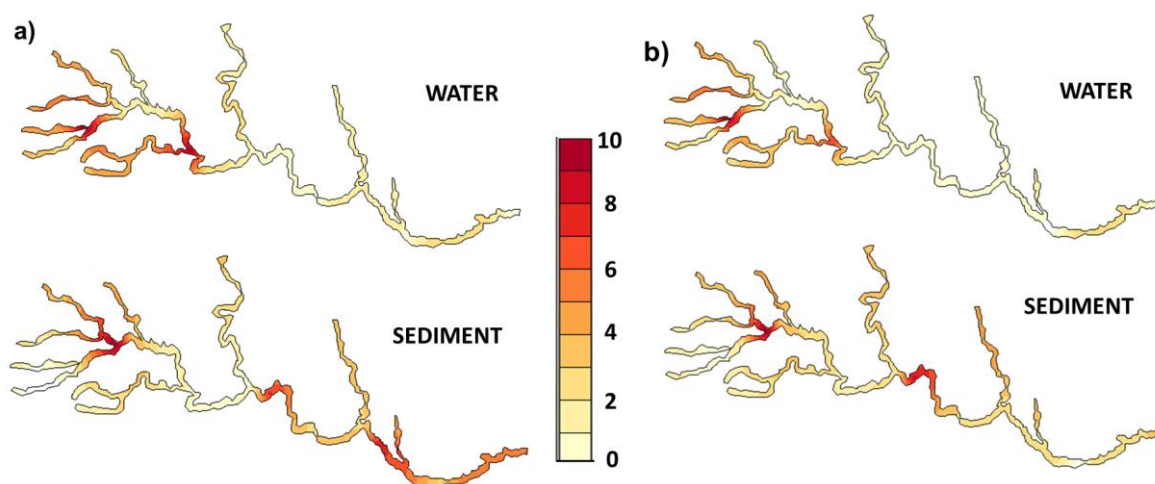 a)
WATER
SEDIMENT
10
8
6
4
2
0
b)
WATER
SEDIMENT